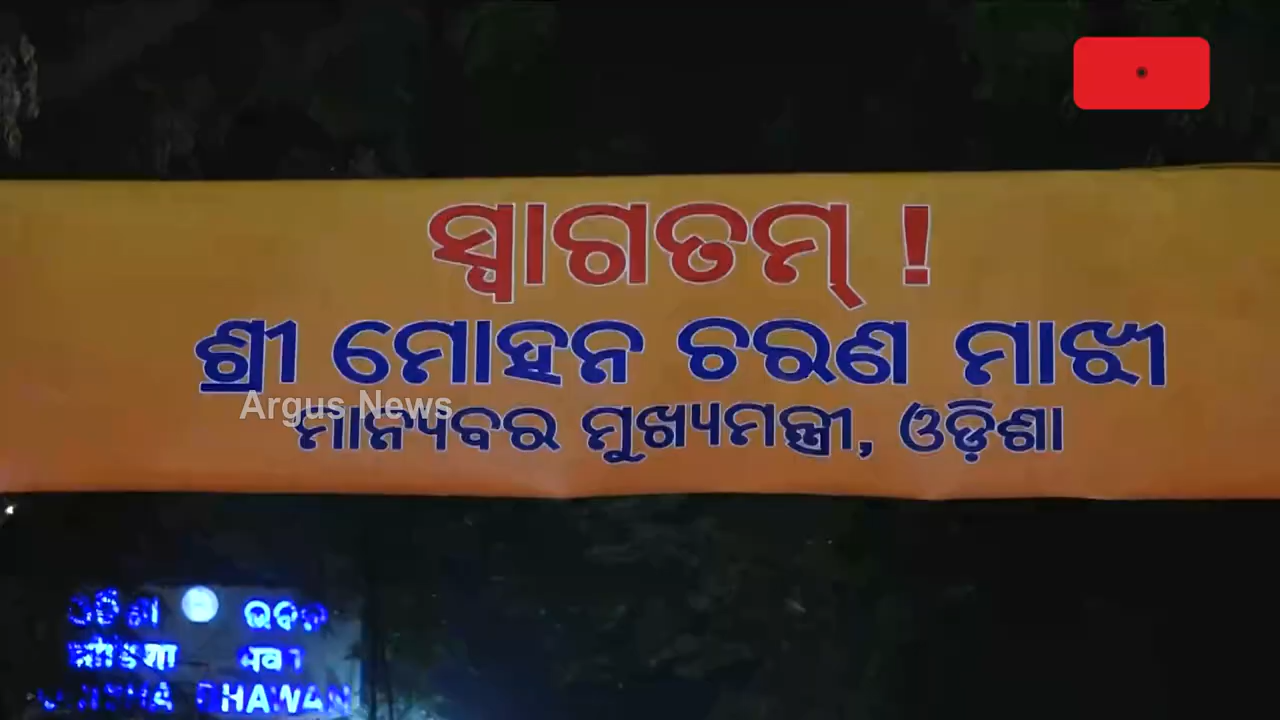 ସ୍ୱାଗତମ୍ !
ଶ୍ରୀ ମୋହନ ଚରଣ ମାଝୀ
Argus News
ମାନ୍ୟବର ମୁଖ୍ୟମନ୍ତ୍ରୀ, ଓଡ଼ିଶା
ଓଡିଶା ଭବନ
BHAWAN